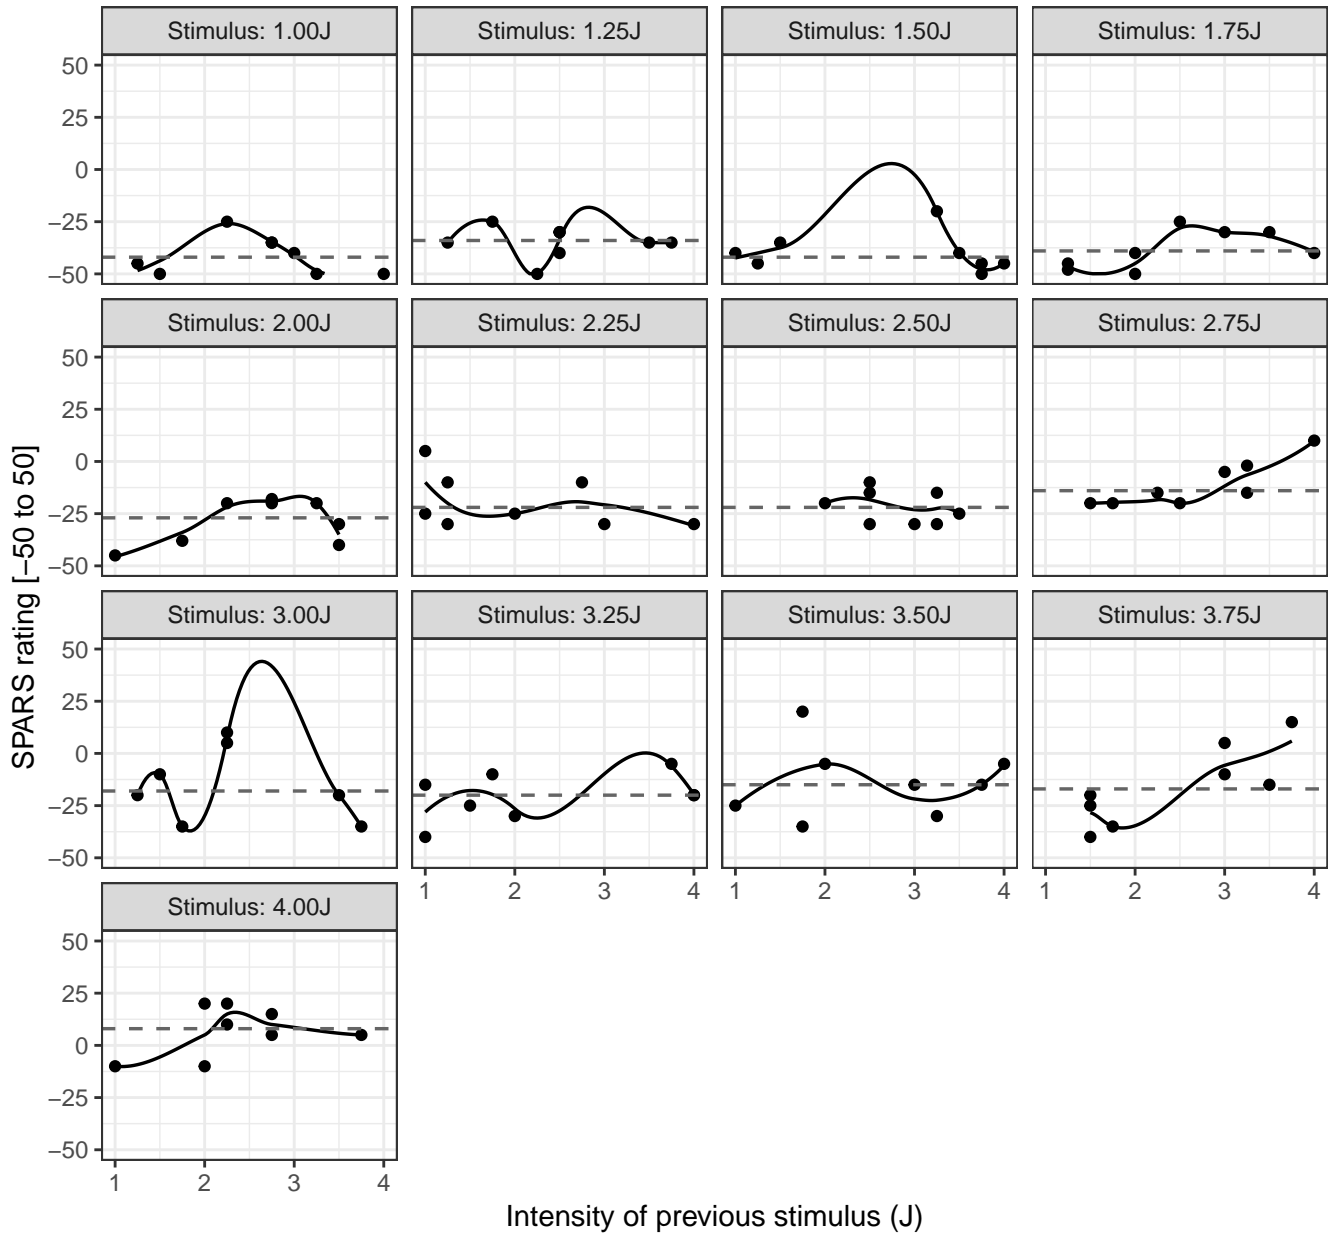 Stimulus: 1.00J
Stimulus: 1.25J
Stimulus: 1.50J
Stimulus: 1.75J
50
25
0
−25
−50
Stimulus: 2.00J
Stimulus: 2.25J
Stimulus: 2.50J
Stimulus: 2.75J
50
25
0
−25
−50
Stimulus: 3.00J
Stimulus: 3.25J
Stimulus: 3.50J
Stimulus: 3.75J
50
25
0
−25
−50
1 2 3 4
1 2 3 4
1 2 3 4
Stimulus: 4.00J
50
25
0
−25
−50
1 2 3 4
SPARS rating [−50 to 50]
Intensity of previous stimulus (J)